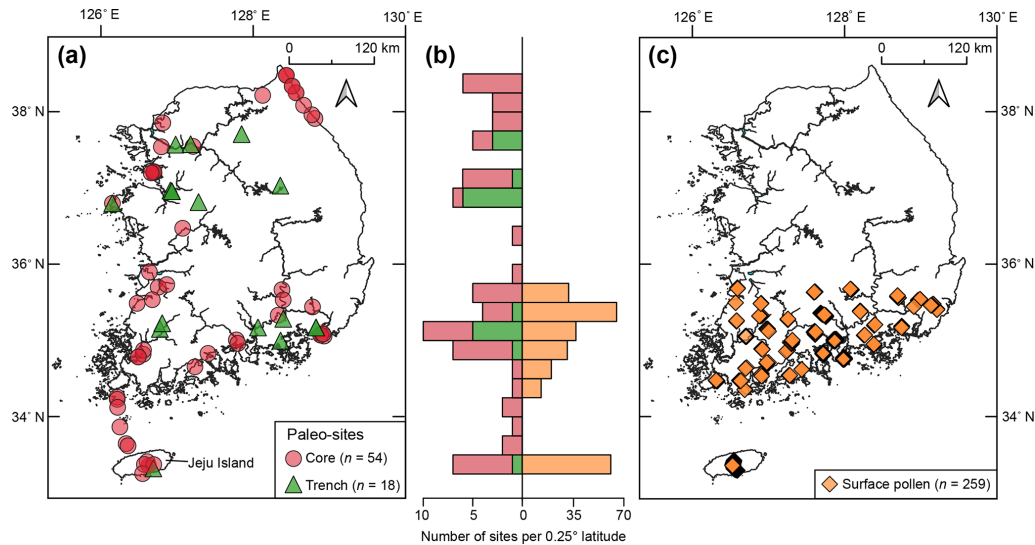 126° E
128° E
130° E
126° E
128° E
130° E
(a)
0
120 km
(b)
(c)
0
120 km
38° N
38° N
36° N
36° N
34° N
34° N
Paleo-sites
Core (n = 54)
Trench (n = 18)
Jeju Island
Surface pollen (n = 259)
10
5
0
35
70
Number of sites per 0.25° latitude